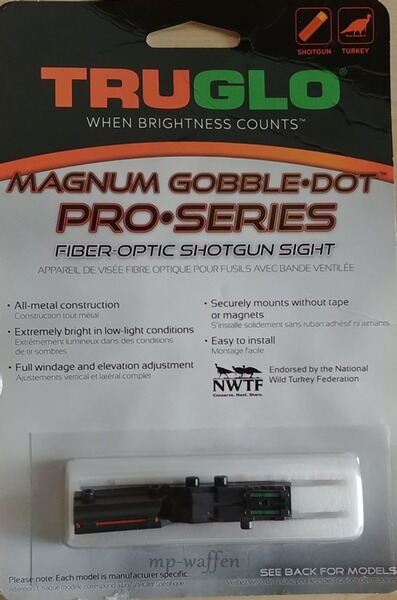 SHOTGUN
TURKEY
TRUGLO®
WHEN BRIGHTNESS COUNTS™
MAGNUM GOBBLE•DOT™
PRO•SERIES
FIBER-OPTIC SHOTGUN SIGHT
APPAREIL DE VISÉE FIBRE OPTIQUE POUR FUSILS AVEC BANDE VENTILÉE
• All-metal construction
Construction tout métal
• Extremely bright in low-light conditions
Extrêmement lumineux dans des conditions
de tir sombres
• Full windage and elevation adjustment
Ajustements vertical et latéral complet
• Securely mounts without tape
or magnets
S'installe solidement sans ruban adhésif ni aimants
• Easy to install
Montage facile
NWTF
Conserve. Hunt. Share.
Endorsed by the National
Wild Turkey Federation
mp-waffen
Please note: Each model is manufacturer specific.
SEE BACK FOR MODELS